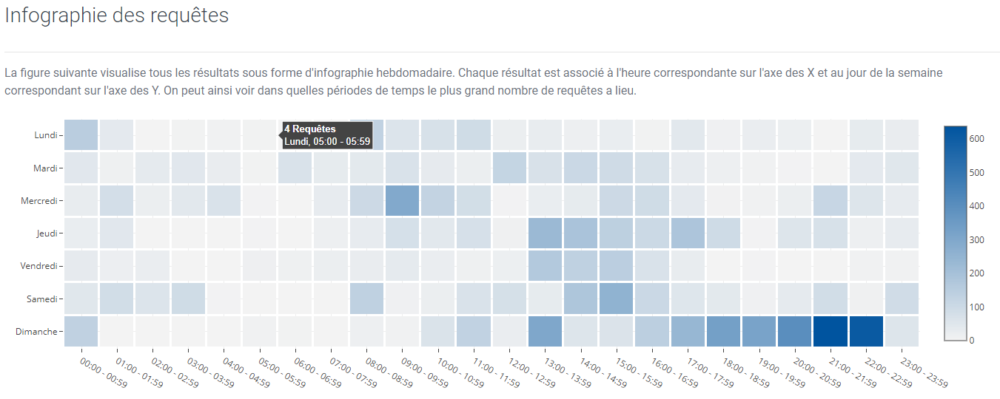 Infographie des requêtes
La figure suivante visualise tous les résultats sous forme d'infographie hebdomadaire. Chaque résultat est associé à l'heure correspondante sur l'axe des X et au jour de la semaine
correspondant sur l'axe des Y. On peut ainsi voir dans quelles périodes de temps le plus grand nombre de requêtes a lieu.
4 Requêtes
Lundi, 05:00 - 05:59
Lundi
Mardi
Mercredi
Jeudi
Vendredi
Samedi
Dimanche
00:00 - 00:59
01:00 - 01:59
02:00 - 02:59
03:00 - 03:59
04:00 - 04:59
05:00 - 05:59
06:00 - 06:59
07:00 - 07:59
08:00 - 08:59
09:00 - 09:59
10:00 - 10:59
11:00 - 11:59
12:00 - 12:59
13:00 - 13:59
14:00 - 14:59
15:00 - 15:59
16:00 - 16:59
17:00 - 17:59
18:00 - 18:59
19:00 - 19:59
20:00 - 20:59
21:00 - 21:59
22:00 - 22:59
23:00 - 23:59
600
500
400
300
200
100
0